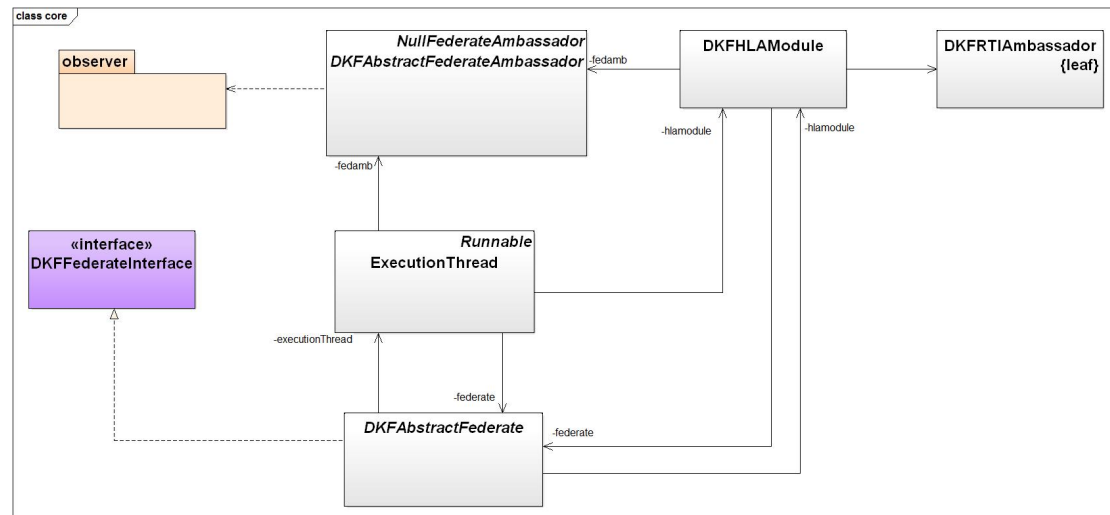 class core
observer
NullFederateAmbassador
DKFAbstractFederateAmbassador
-fedamb
DKFHLAModule
DKFRTIAmbassador
{leaf}
-hlamodule
-hlamodule
-fedamb
«interface»
DKFFederateInterface
Runnable
ExecutionThread
-executionThread
-federate
DKFAbstractFederate
-federate